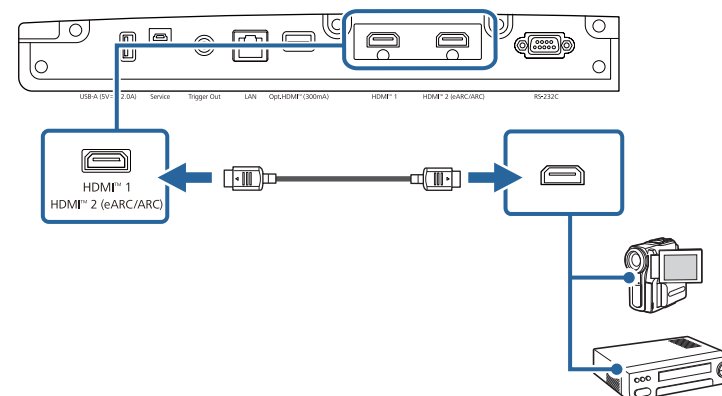 USB-A (5V⎓2.0A) Service Trigger Out LAN Opt.HDMI™(300mA) HDMI™ 1 HDMI™ 2 (eARC/ARC) RS-232C
HDMI™ 1
HDMI™ 2 (eARC/ARC)